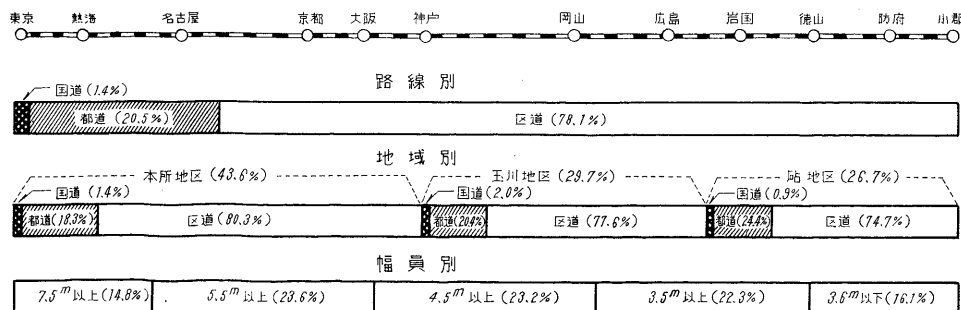 東京 熱海 名古屋 京都 大阪 神戸 岡山 広島 岩国 徳山 防府 小郡
路線別
国道(1.4%)
都道(20.5%) 区道(78.1%)
地域別
本所地区(43.6%) 玉川地区(29.7%) 地区(26.7%)
国道(1.4%) 国道(2.0%) 国道(0.9%)
都道(18.3%) 区道(80.3%) 都道(20.4%) 区道(77.6%) 都道(24.4%) 区道(74.7%)
幅員別
7.5m以上(14.8%) 5.5m以上(23.6%) 4.5m以上(23.2%) 3.5m以上(22.3%) 3.6m以下(16.1%)